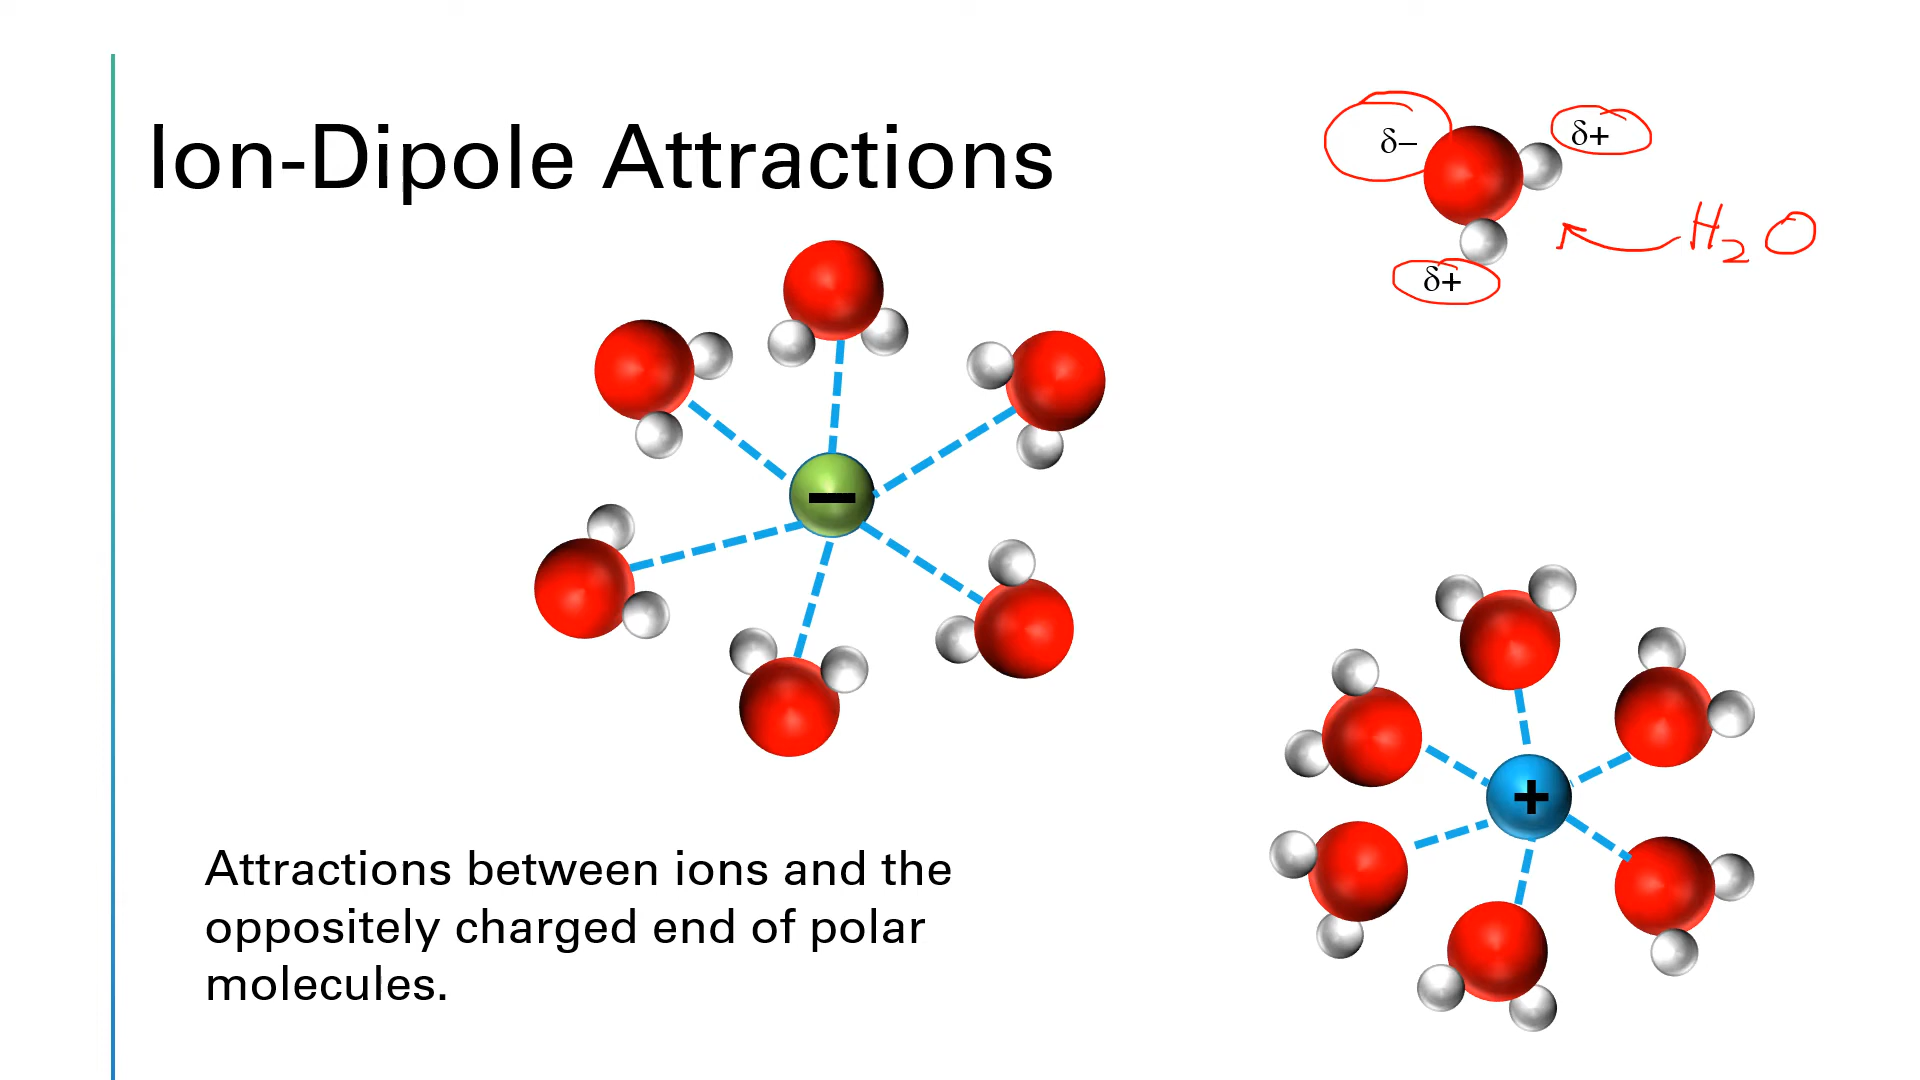 Ion-Dipole Attractions
δ−
δ+
H₂O
δ+
−
+
Attractions between ions and the
oppositely charged end of polar
molecules.